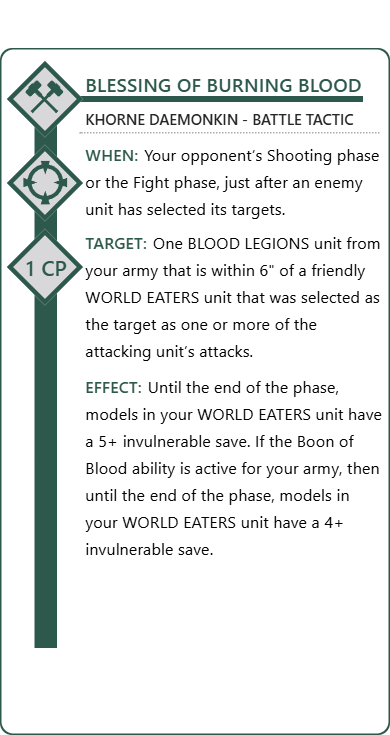 BLESSING OF BURNING BLOOD
KHORNE DAEMONKIN - BATTLE TACTIC
WHEN: Your opponent's Shooting phase
or the Fight phase, just after an enemy
unit has selected its targets.
1 CP
TARGET: One BLOOD LEGIONS unit from
your army that is within 6" of a friendly
WORLD EATERS unit that was selected as
the target as one or more of the
attacking unit's attacks.
EFFECT: Until the end of the phase,
models in your WORLD EATERS unit have
a 5+ invulnerable save. If the Boon of
Blood ability is active for your army, then
until the end of the phase, models in
your WORLD EATERS unit have a 4+
invulnerable save.